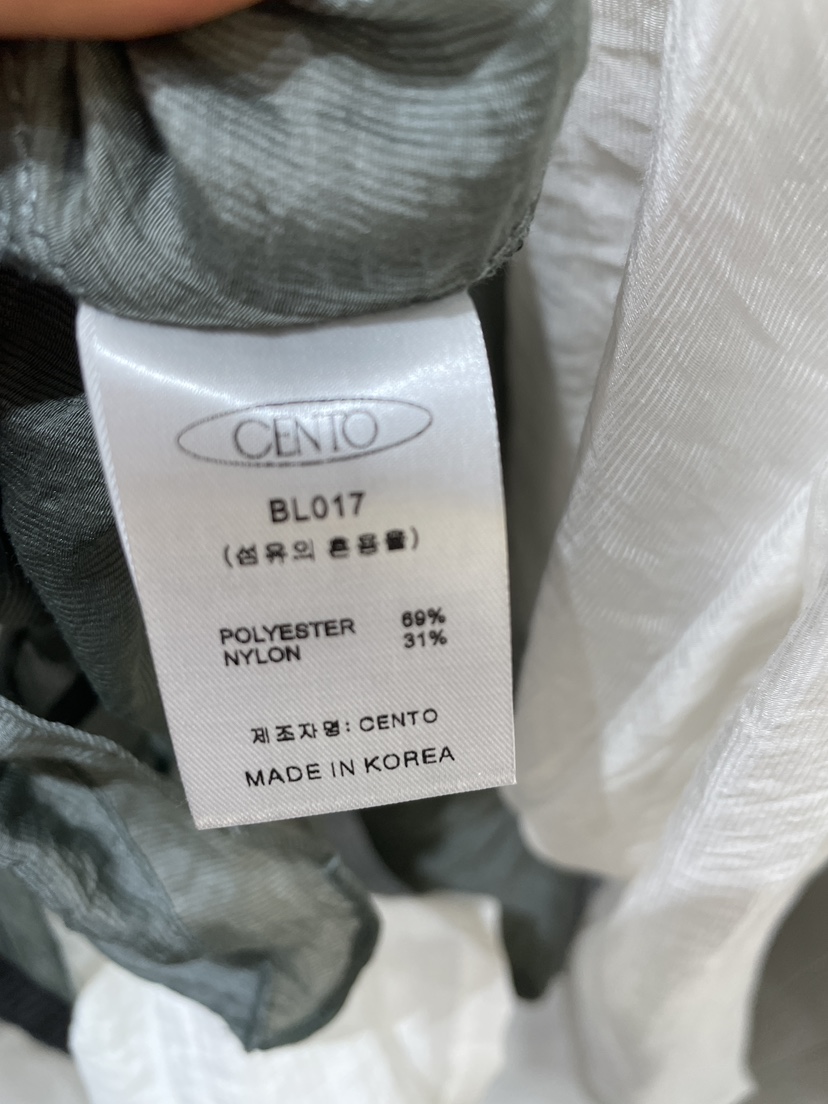 CENTO
BL017
(섬유의 혼용율)
POLYESTER 69%
NYLON 31%
제조자명: CENTO
MADE IN KOREA